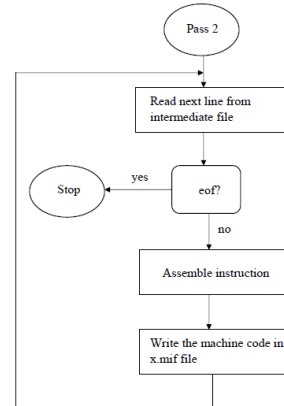 Pass 2
Read next line from
intermediate file
yes
Stop
eof?
no
Assemble instruction
Write the machine code in
x.mif file